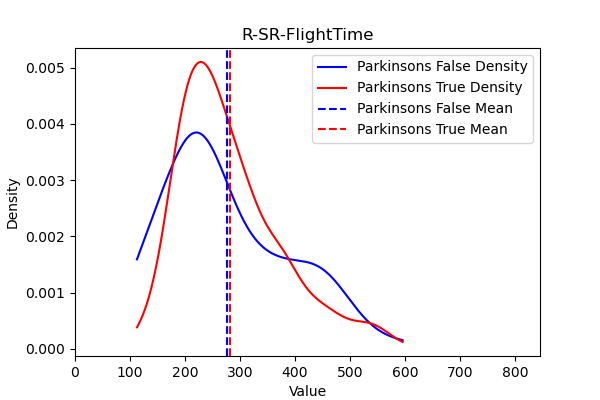 R-SR-FlightTime
Parkinsons False Density
Parkinsons True Density
Parkinsons False Mean
Parkinsons True Mean
Density
0.005
0.004
0.003
0.002
0.001
0.000
0 100 200 300 400 500 600 700 800
Value